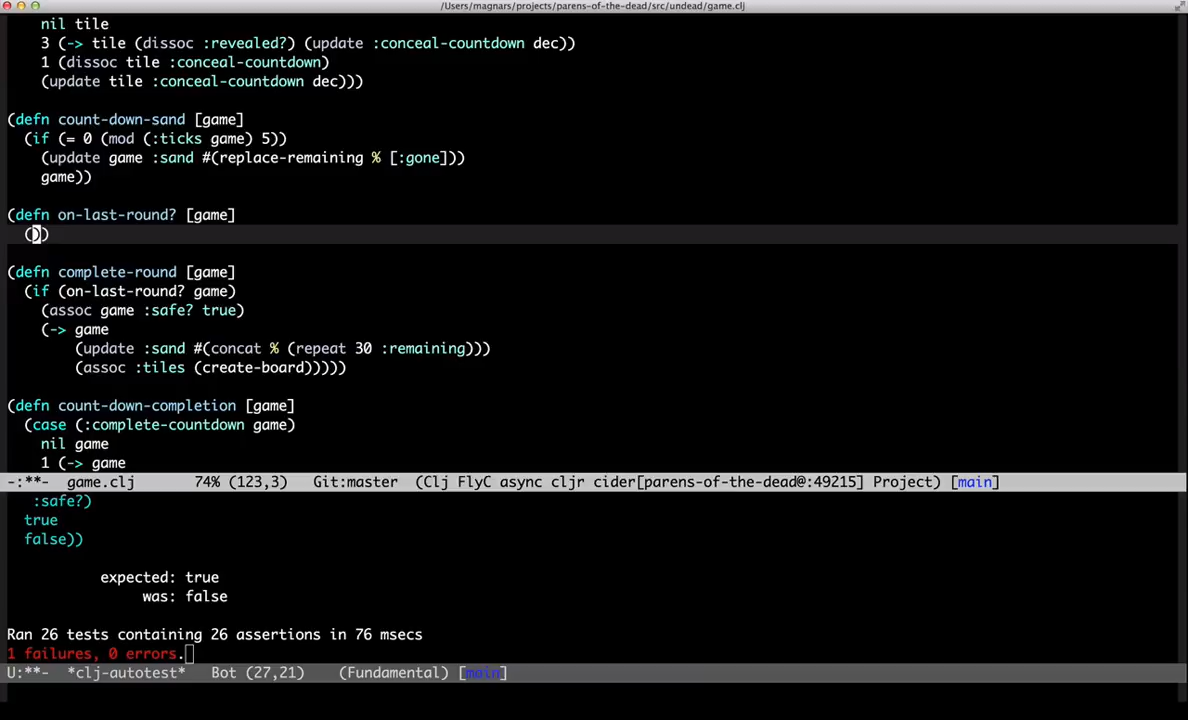 /Users/magnars/projects/parens-of-the-dead/src/undead/game.clj
nil tile
3 (-> tile (dissoc :revealed?) (update :conceal-countdown dec))
1 (dissoc tile :conceal-countdown)
(update tile :conceal-countdown dec)))
(defn count-down-sand [game]
(if (= 0 (mod (:ticks game) 5))
(update game :sand #(replace-remaining % [:gone]))
game))
(defn on-last-round? [game]
())
(defn complete-round [game]
(if (on-last-round? game)
(assoc game :safe? true)
(-> game
(update :sand #(concat % (repeat 30 :remaining)))
(assoc :tiles (create-board)))))
(defn count-down-completion [game]
(case (:complete-countdown game)
nil game
1 (-> game
-:**-  game.clj       74% (123,3)    Git:master  (Clj FlyC async cljr cider[parens-of-the-dead@:49215] Project) [main]
:safe?)
true
false))
expected: true
was: false
Ran 26 tests containing 26 assertions in 76 msecs
1 failures, 0 errors.
U:**-  *clj-autotest*   Bot (27,21)    (Fundamental) [main]